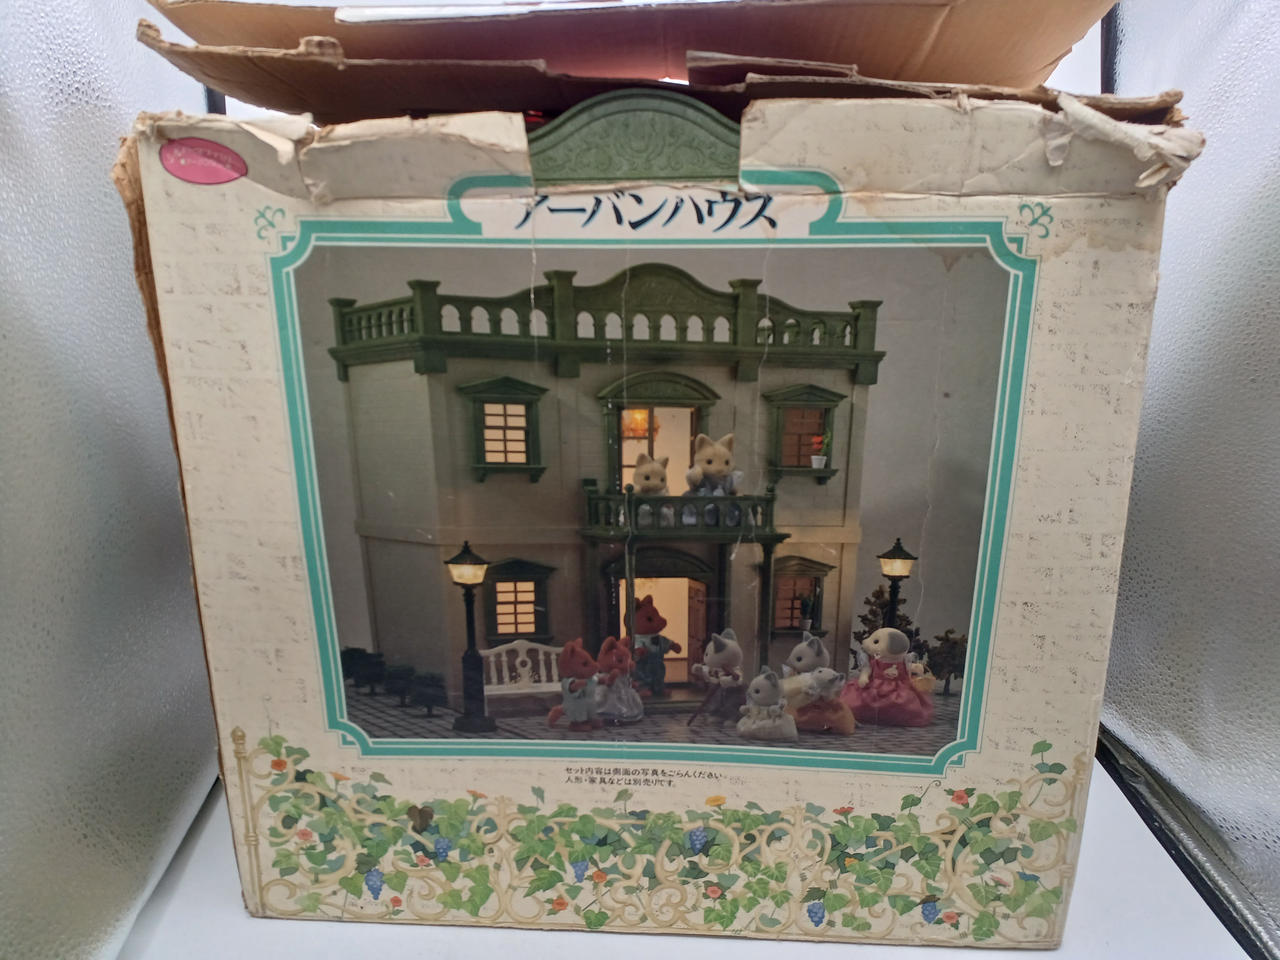 アーバンハウス
セット内容は側面の写真をごらんください。
人形・家具などは別売りです。